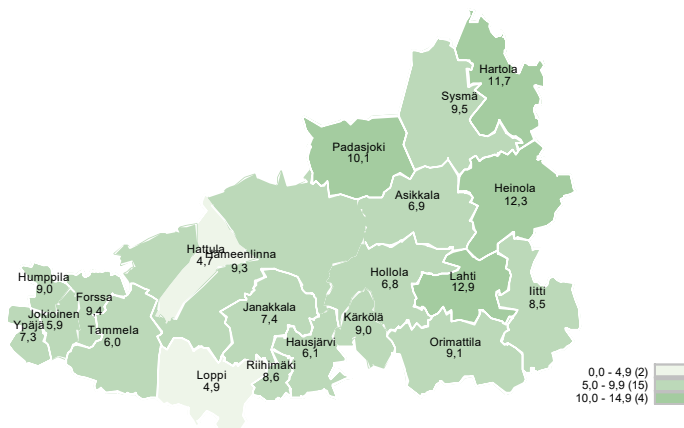 Hartola
11,7
Sysmä
9,5
Padasjoki
10,1
Heinola
12,3
Asikkala
6,9
Hattula
4,7
Hameenlinna
9,3
Humppila
9,0
Forssa
9,4
Jokioinen
5,9
Ypäjä
7,3
Tammela
6,0
Hollola
6,8
Lahti
12,9
Iitti
8,5
Janakkala
7,4
Kärkölä
9,0
Hausjärvi
6,1
Orimattila
9,1
Riihimäki
8,6
Loppi
4,9
0,0 - 4,9 (2)
5,0 - 9,9 (15)
10,0 - 14,9 (4)